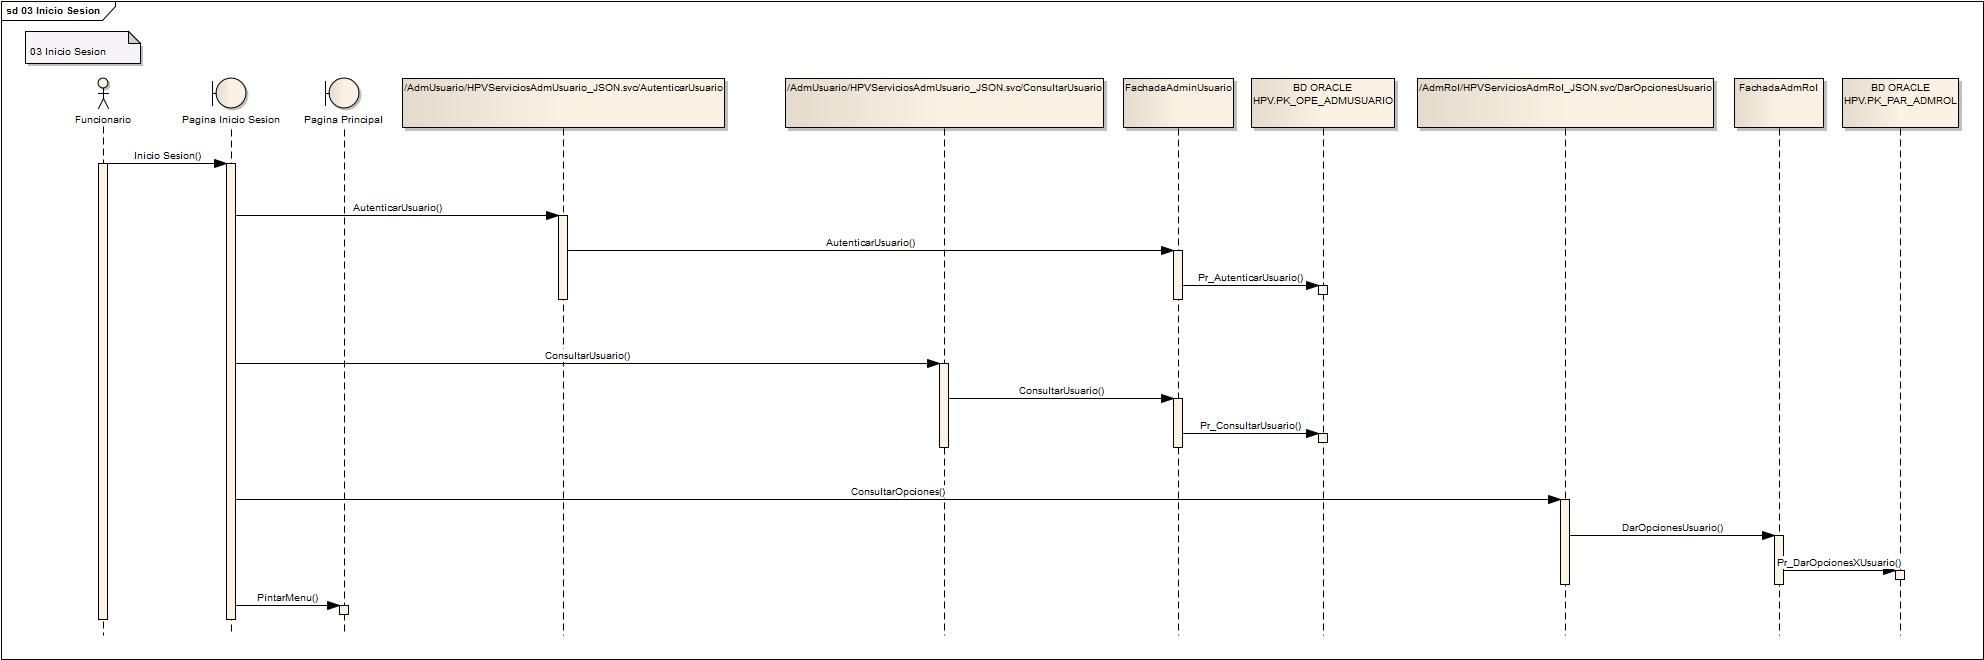 sd 03 Inicio Sesion
03 Inicio Sesion
Funcionario
Pagina Inicio Sesion
Pagina Principal
/AdmUsuario/HPVServiciosAdmUsuario_JSON.svc/AutenticarUsuario
/AdmUsuario/HPVServiciosAdmUsuario_JSON.svc/ConsultarUsuario
FachadaAdminUsuario
BD ORACLE
HPV.PK_OPE_ADMUSUARIO
/AdmRol/HPVServiciosAdmRol_JSON.svc/DarOpcionesUsuario
FachadaAdmRol
BD ORACLE
HPV.PK_PAR_ADMROL
Inicio Sesion()
AutenticarUsuario()
AutenticarUsuario()
Pr_AutenticarUsuario()
ConsultarUsuario()
ConsultarUsuario()
Pr_ConsultarUsuario()
ConsultarOpciones()
DarOpcionesUsuario()
Pr_DarOpcionesXUsuario()
PintarMenu()